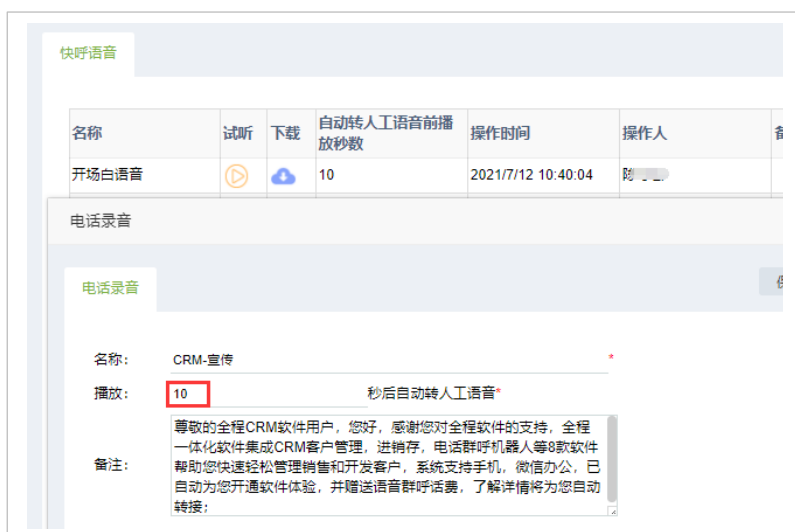 快呼语音
名称 试听 下载 自动转人工语音前播放秒数 操作时间 操作人
开场白语音 10 2021/7/12 10:40:04 陈
电话录音
电话录音
名称: CRM-宣传 *
播放: 10 秒后自动转人工语音*
备注:
尊敬的全程CRM软件用户，您好，感谢您对全程软件的支持，全程
一体化软件集成CRM客户管理，进销存，电话群呼机器人等8款软件
帮助您快速轻松管理销售和开发客户，系统支持手机，微信办公，已
自动为您开通软件体验，并赠送语音群呼话费，了解详情将为您自动
转接；